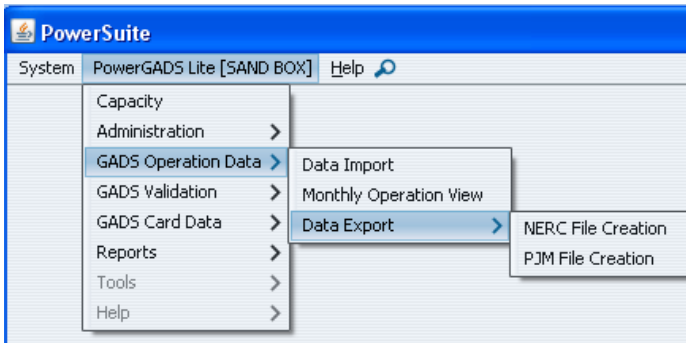 PowerSuite
System PowerGADS Lite [SAND BOX] Help
Capacity
Administration
GADS Operation Data
GADS Validation
GADS Card Data
Reports
Tools
Help
Data Import
Monthly Operation View
Data Export
NERC File Creation
PJM File Creation